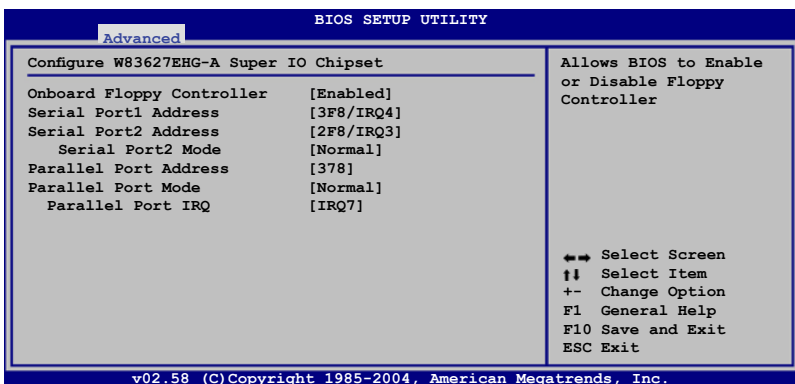 BIOS SETUP UTILITY
Advanced
Configure W83627EHG-A Super IO Chipset
Onboard Floppy Controller [Enabled]
Serial Port1 Address [3F8/IRQ4]
Serial Port2 Address [2F8/IRQ3]
Serial Port2 Mode [Normal]
Parallel Port Address [378]
Parallel Port Mode [Normal]
Parallel Port IRQ [IRQ7]
Allows BIOS to Enable
or Disable Floppy
Controller
←→ Select Screen
↑↓ Select Item
+- Change Option
F1 General Help
F10 Save and Exit
ESC Exit
v02.58 (C)Copyright 1985-2004, American Megatrends, Inc.